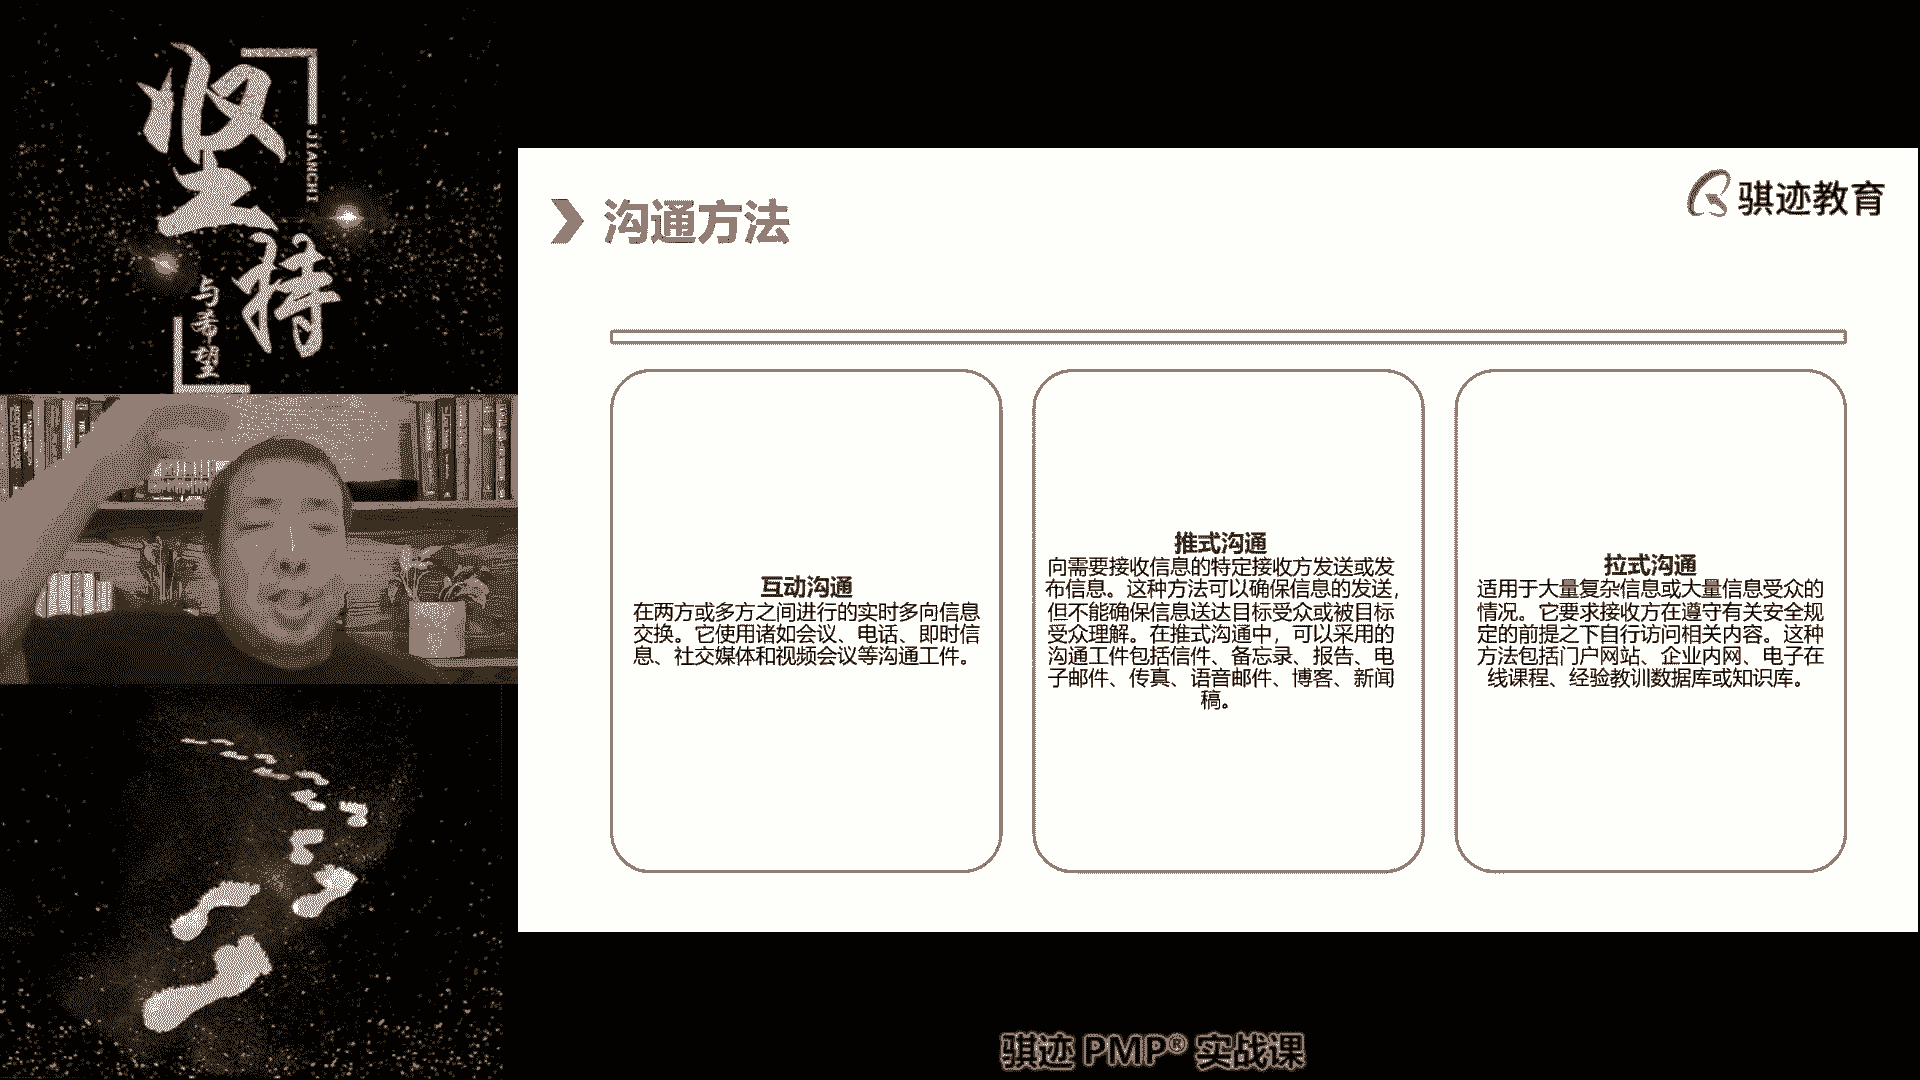 坚持
JIANCHI
与希望
沟通方法
骐迹教育
互动沟通
在两方或多方之间进行的实时多向信息
交换。它使用诸如会议、电话、即时信
息、社交媒体和视频会议等沟通工件。
推式沟通
向需要接收信息的特定接收方发送或发
布信息。这种方法可以确保信息的发送，
但不能确保信息送达目标受众或被目标
受众理解。在推式沟通中，可以采用的
沟通工件包括信件、备忘录、报告、电
子邮件、传真、语音邮件、博客、新闻
稿。
拉式沟通
适用于大量复杂信息或大量信息受众的
情况。它要求接收方在遵守有关安全规
定的前提之下自行访问相关内容。这种
方法包括门户网站、企业内网、电子在
线课程、经验教训数据库或知识库。
骐迹 PMP® 实战课